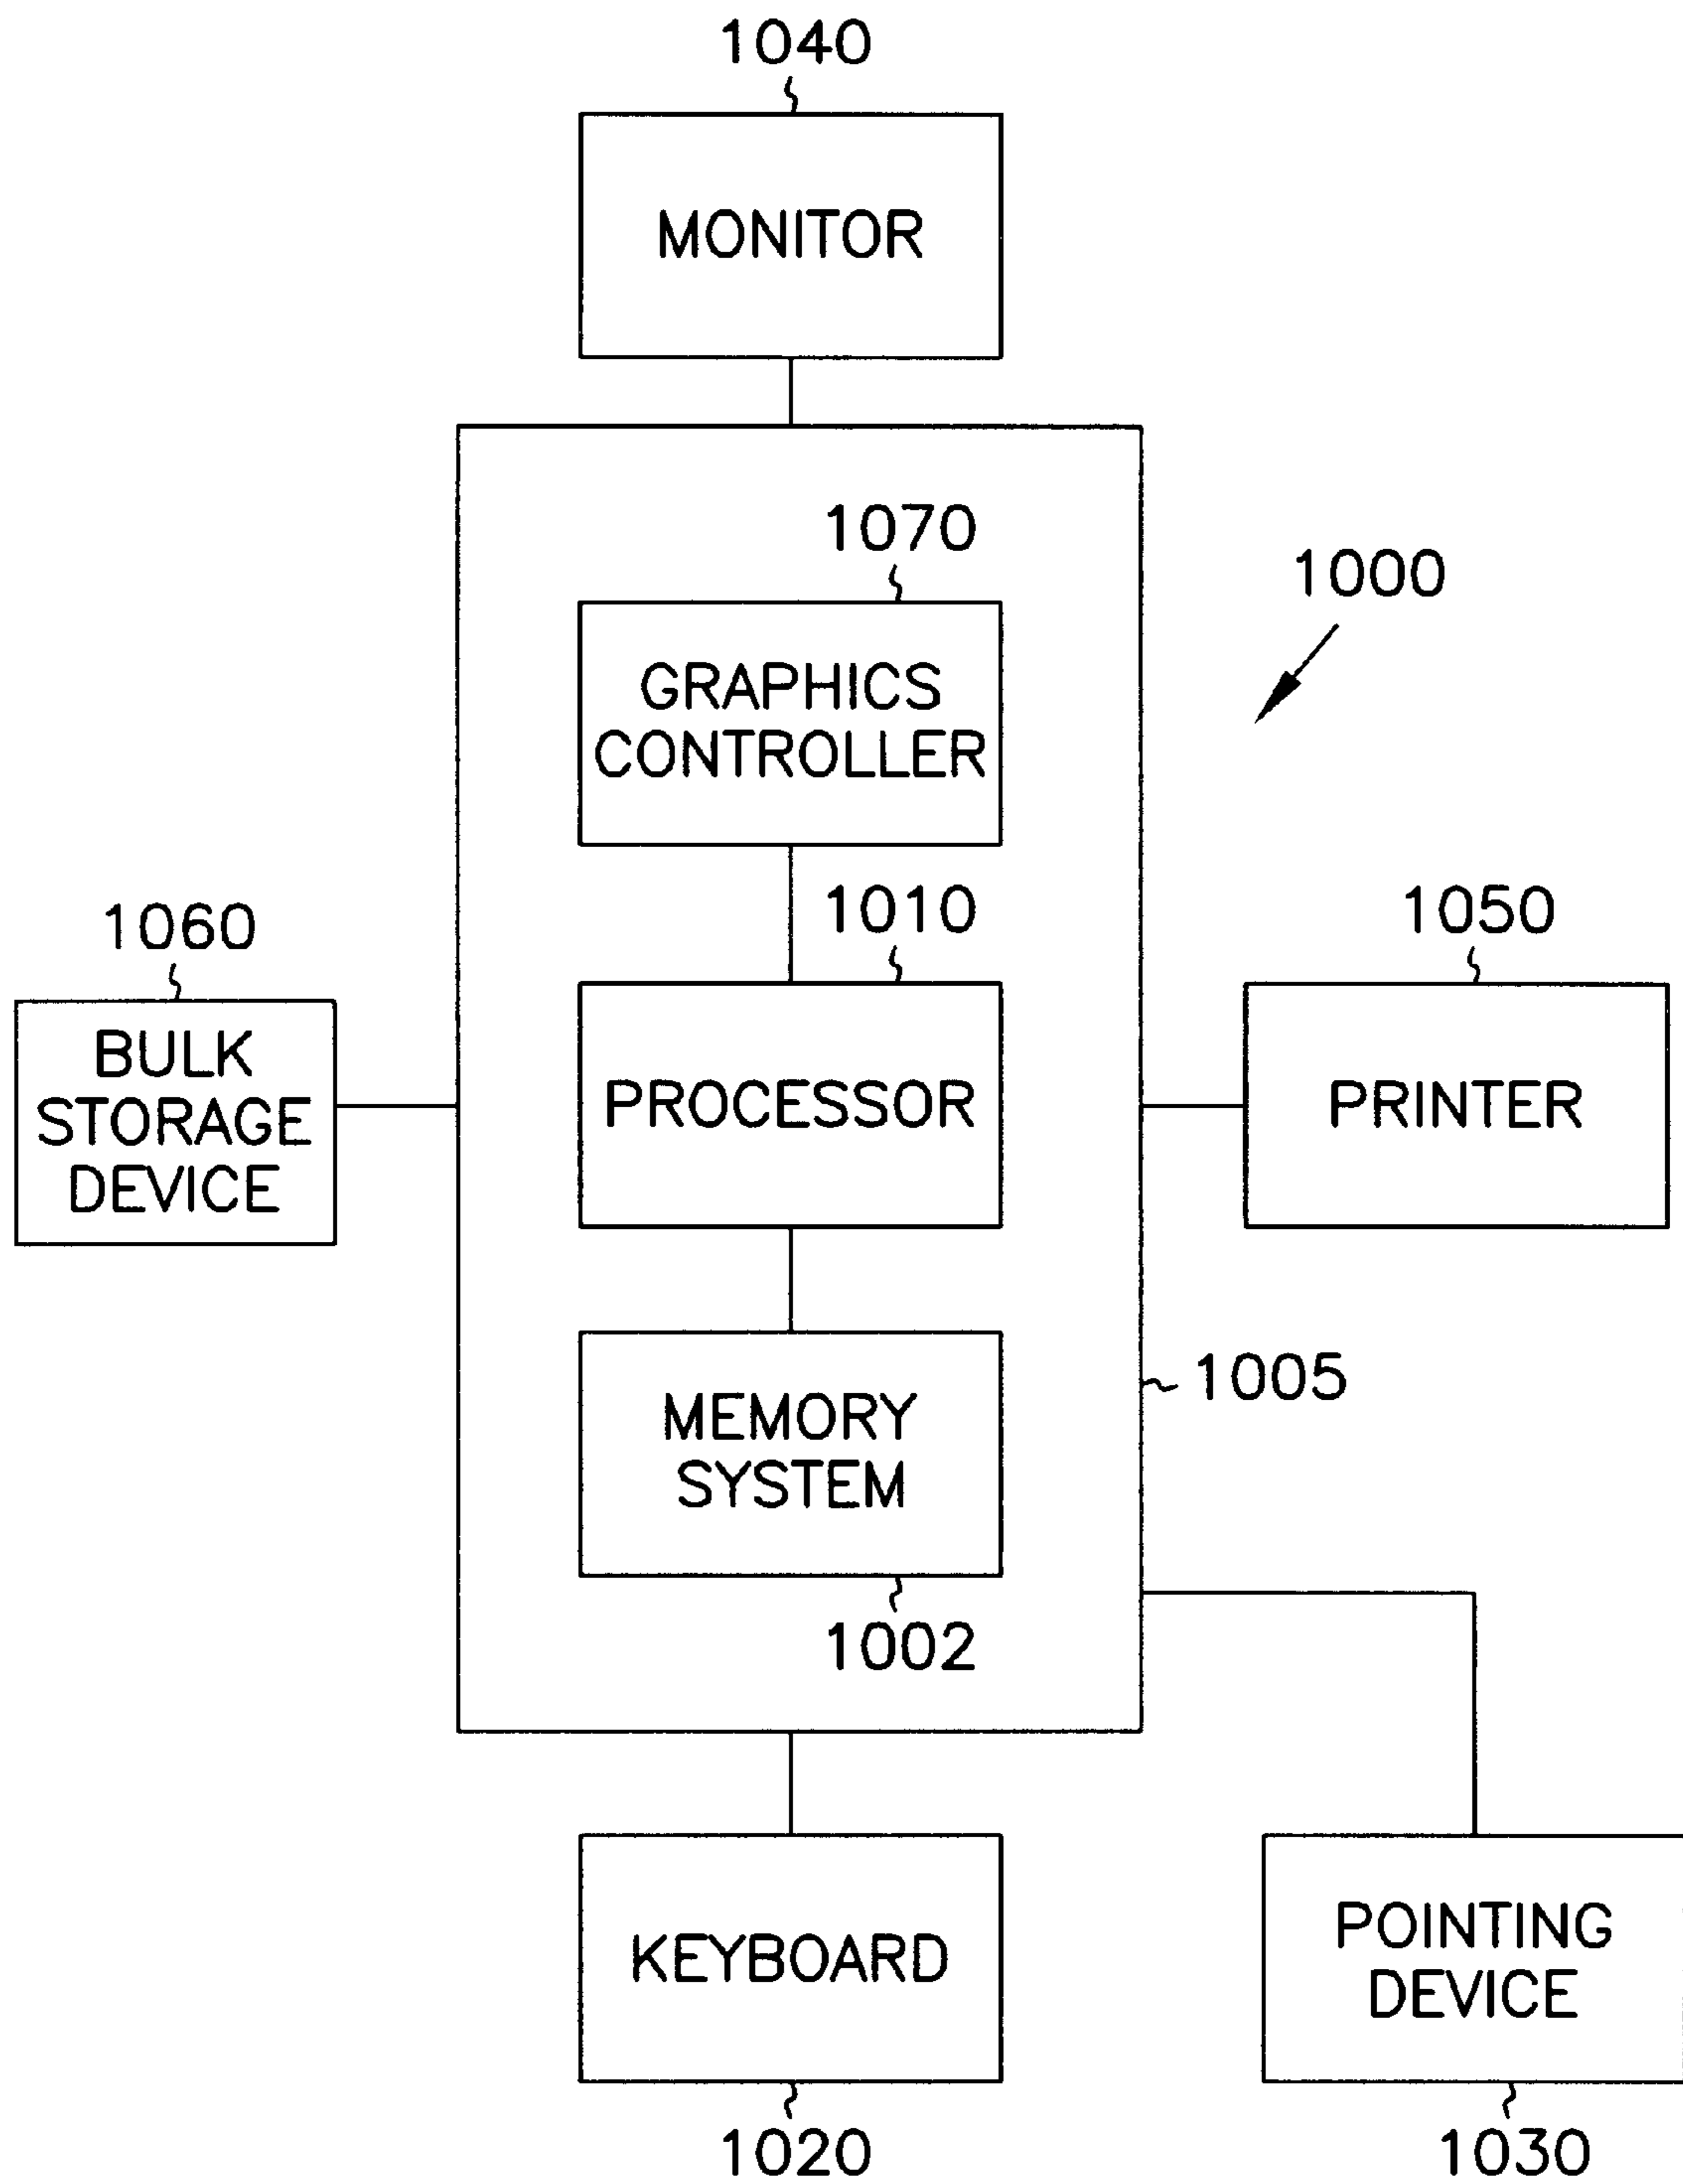 1040
MONITOR
1070
1000
GRAPHICS
CONTROLLER
1010
1060
1050
BULK
STORAGE
DEVICE
PROCESSOR
PRINTER
1005
MEMORY
SYSTEM
1002
KEYBOARD
POINTING
DEVICE
1020
1030